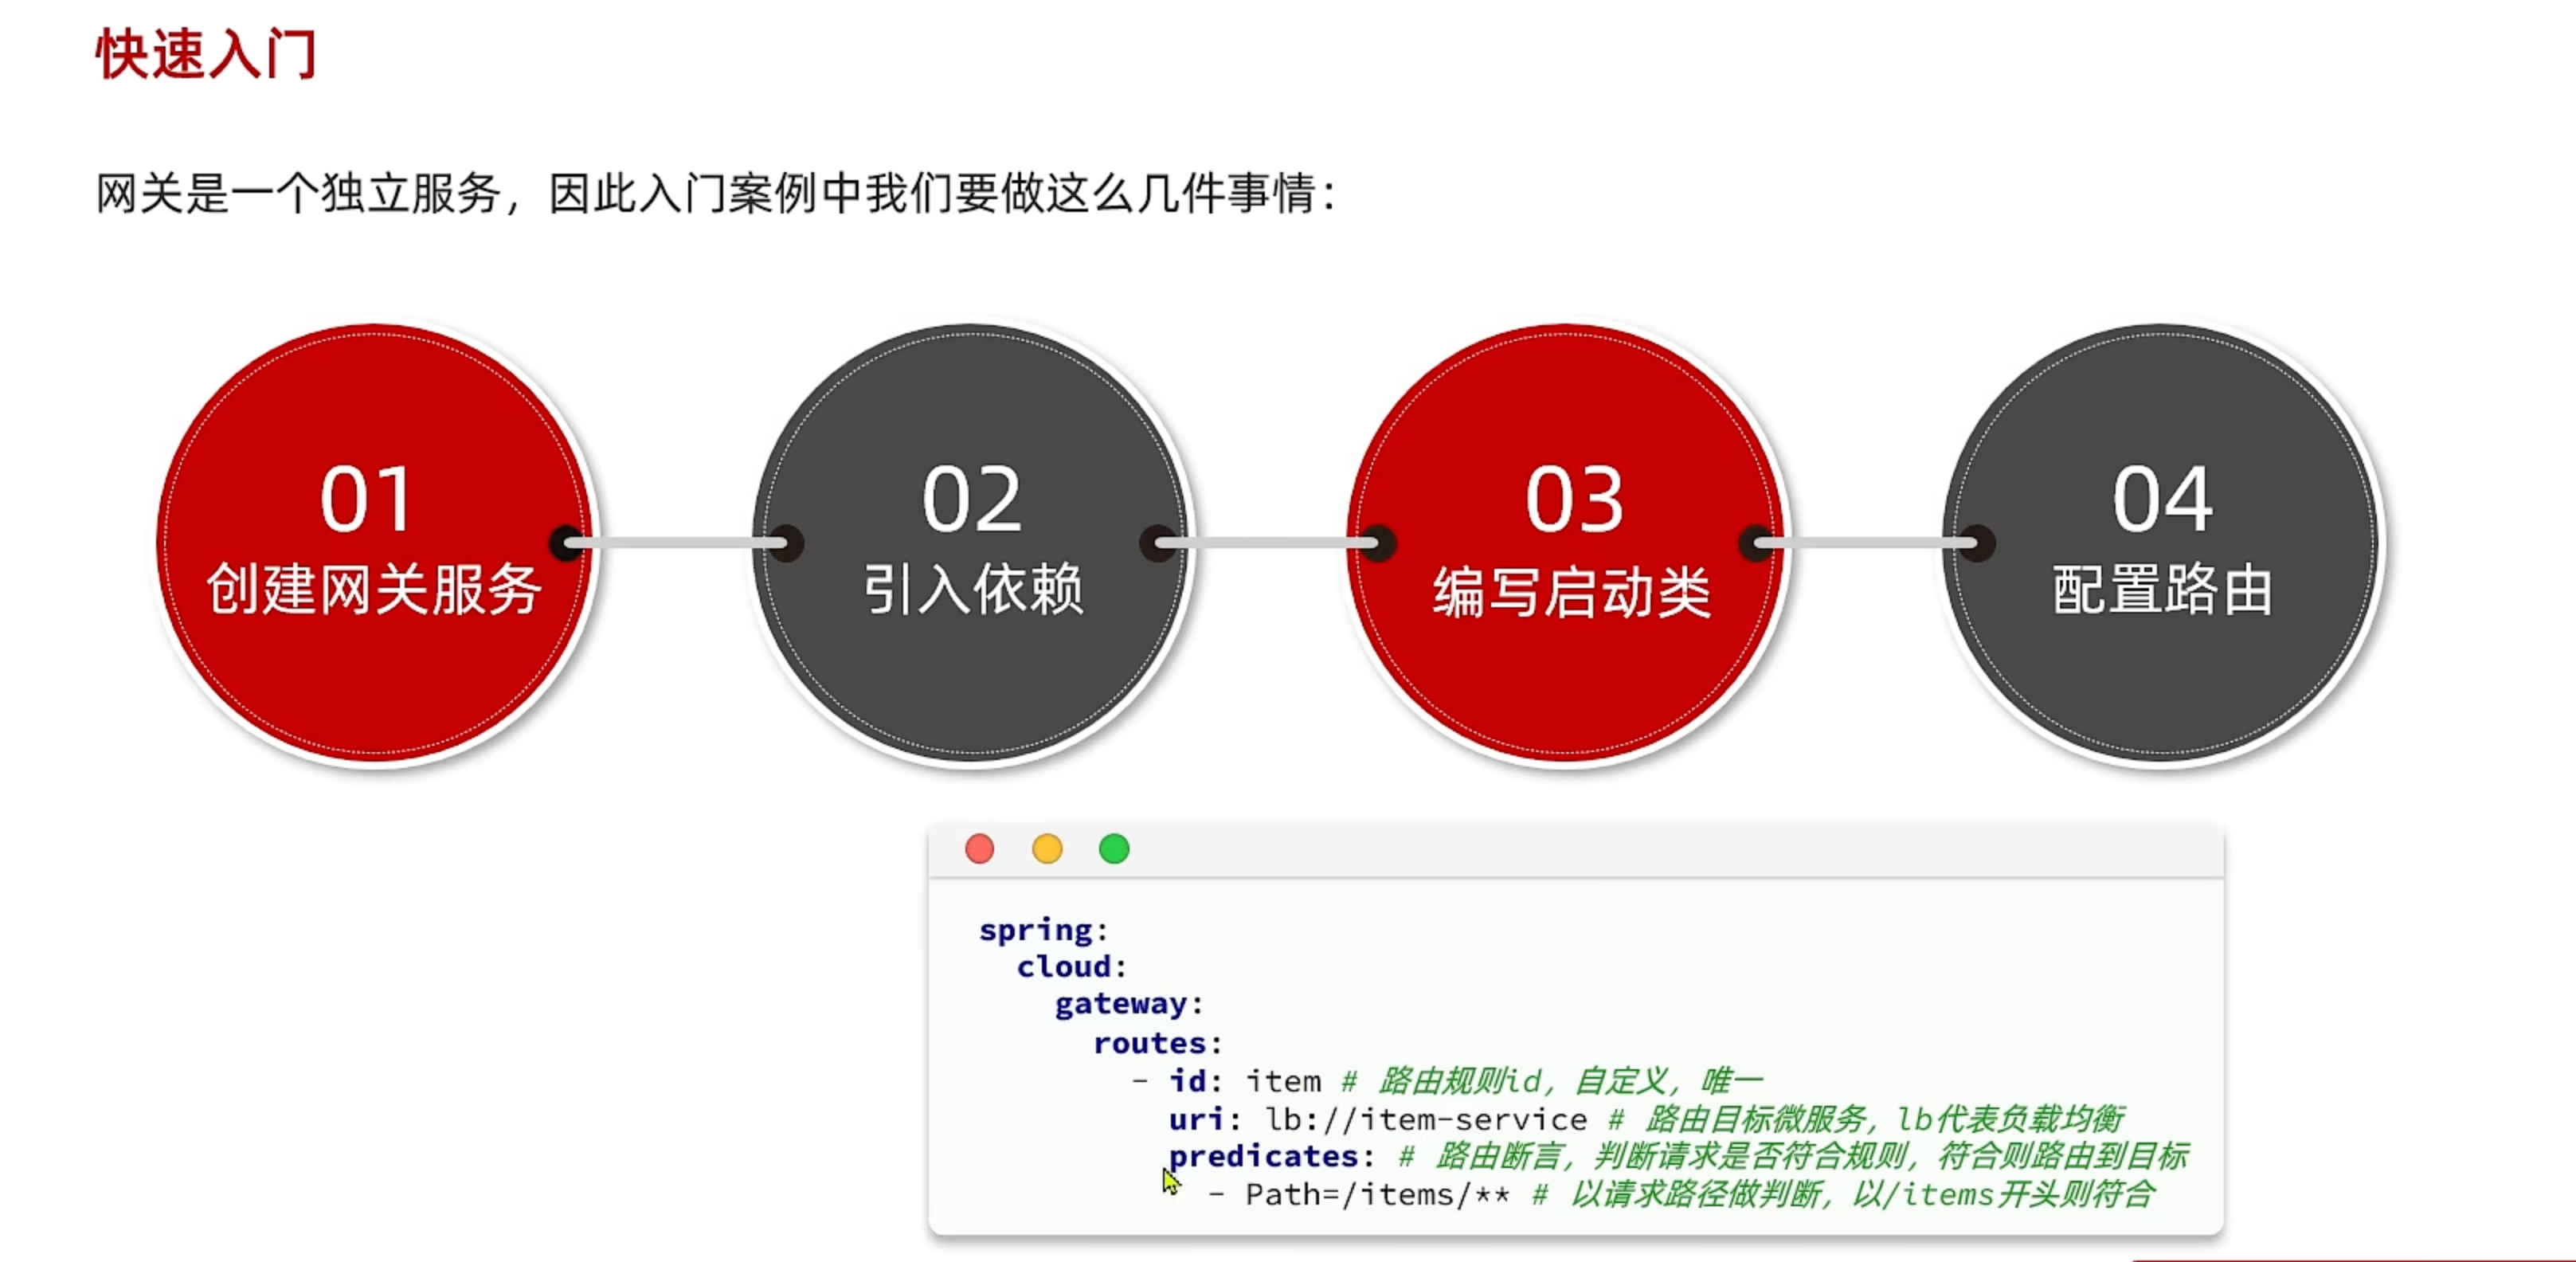 快速入门
网关是一个独立服务，因此入门案例中我们要做这么几件事情：
01
创建网关服务
02
引入依赖
03
编写启动类
04
配置路由
spring:
  cloud:
    gateway:
      routes:
        - id: item # 路由规则id，自定义，唯一
          uri: lb://item-service # 路由目标微服务，lb代表负载均衡
          predicates: # 路由断言，判断请求是否符合规则，符合则路由到目标
            - Path=/items/** # 以请求路径做判断，以/items开头则符合